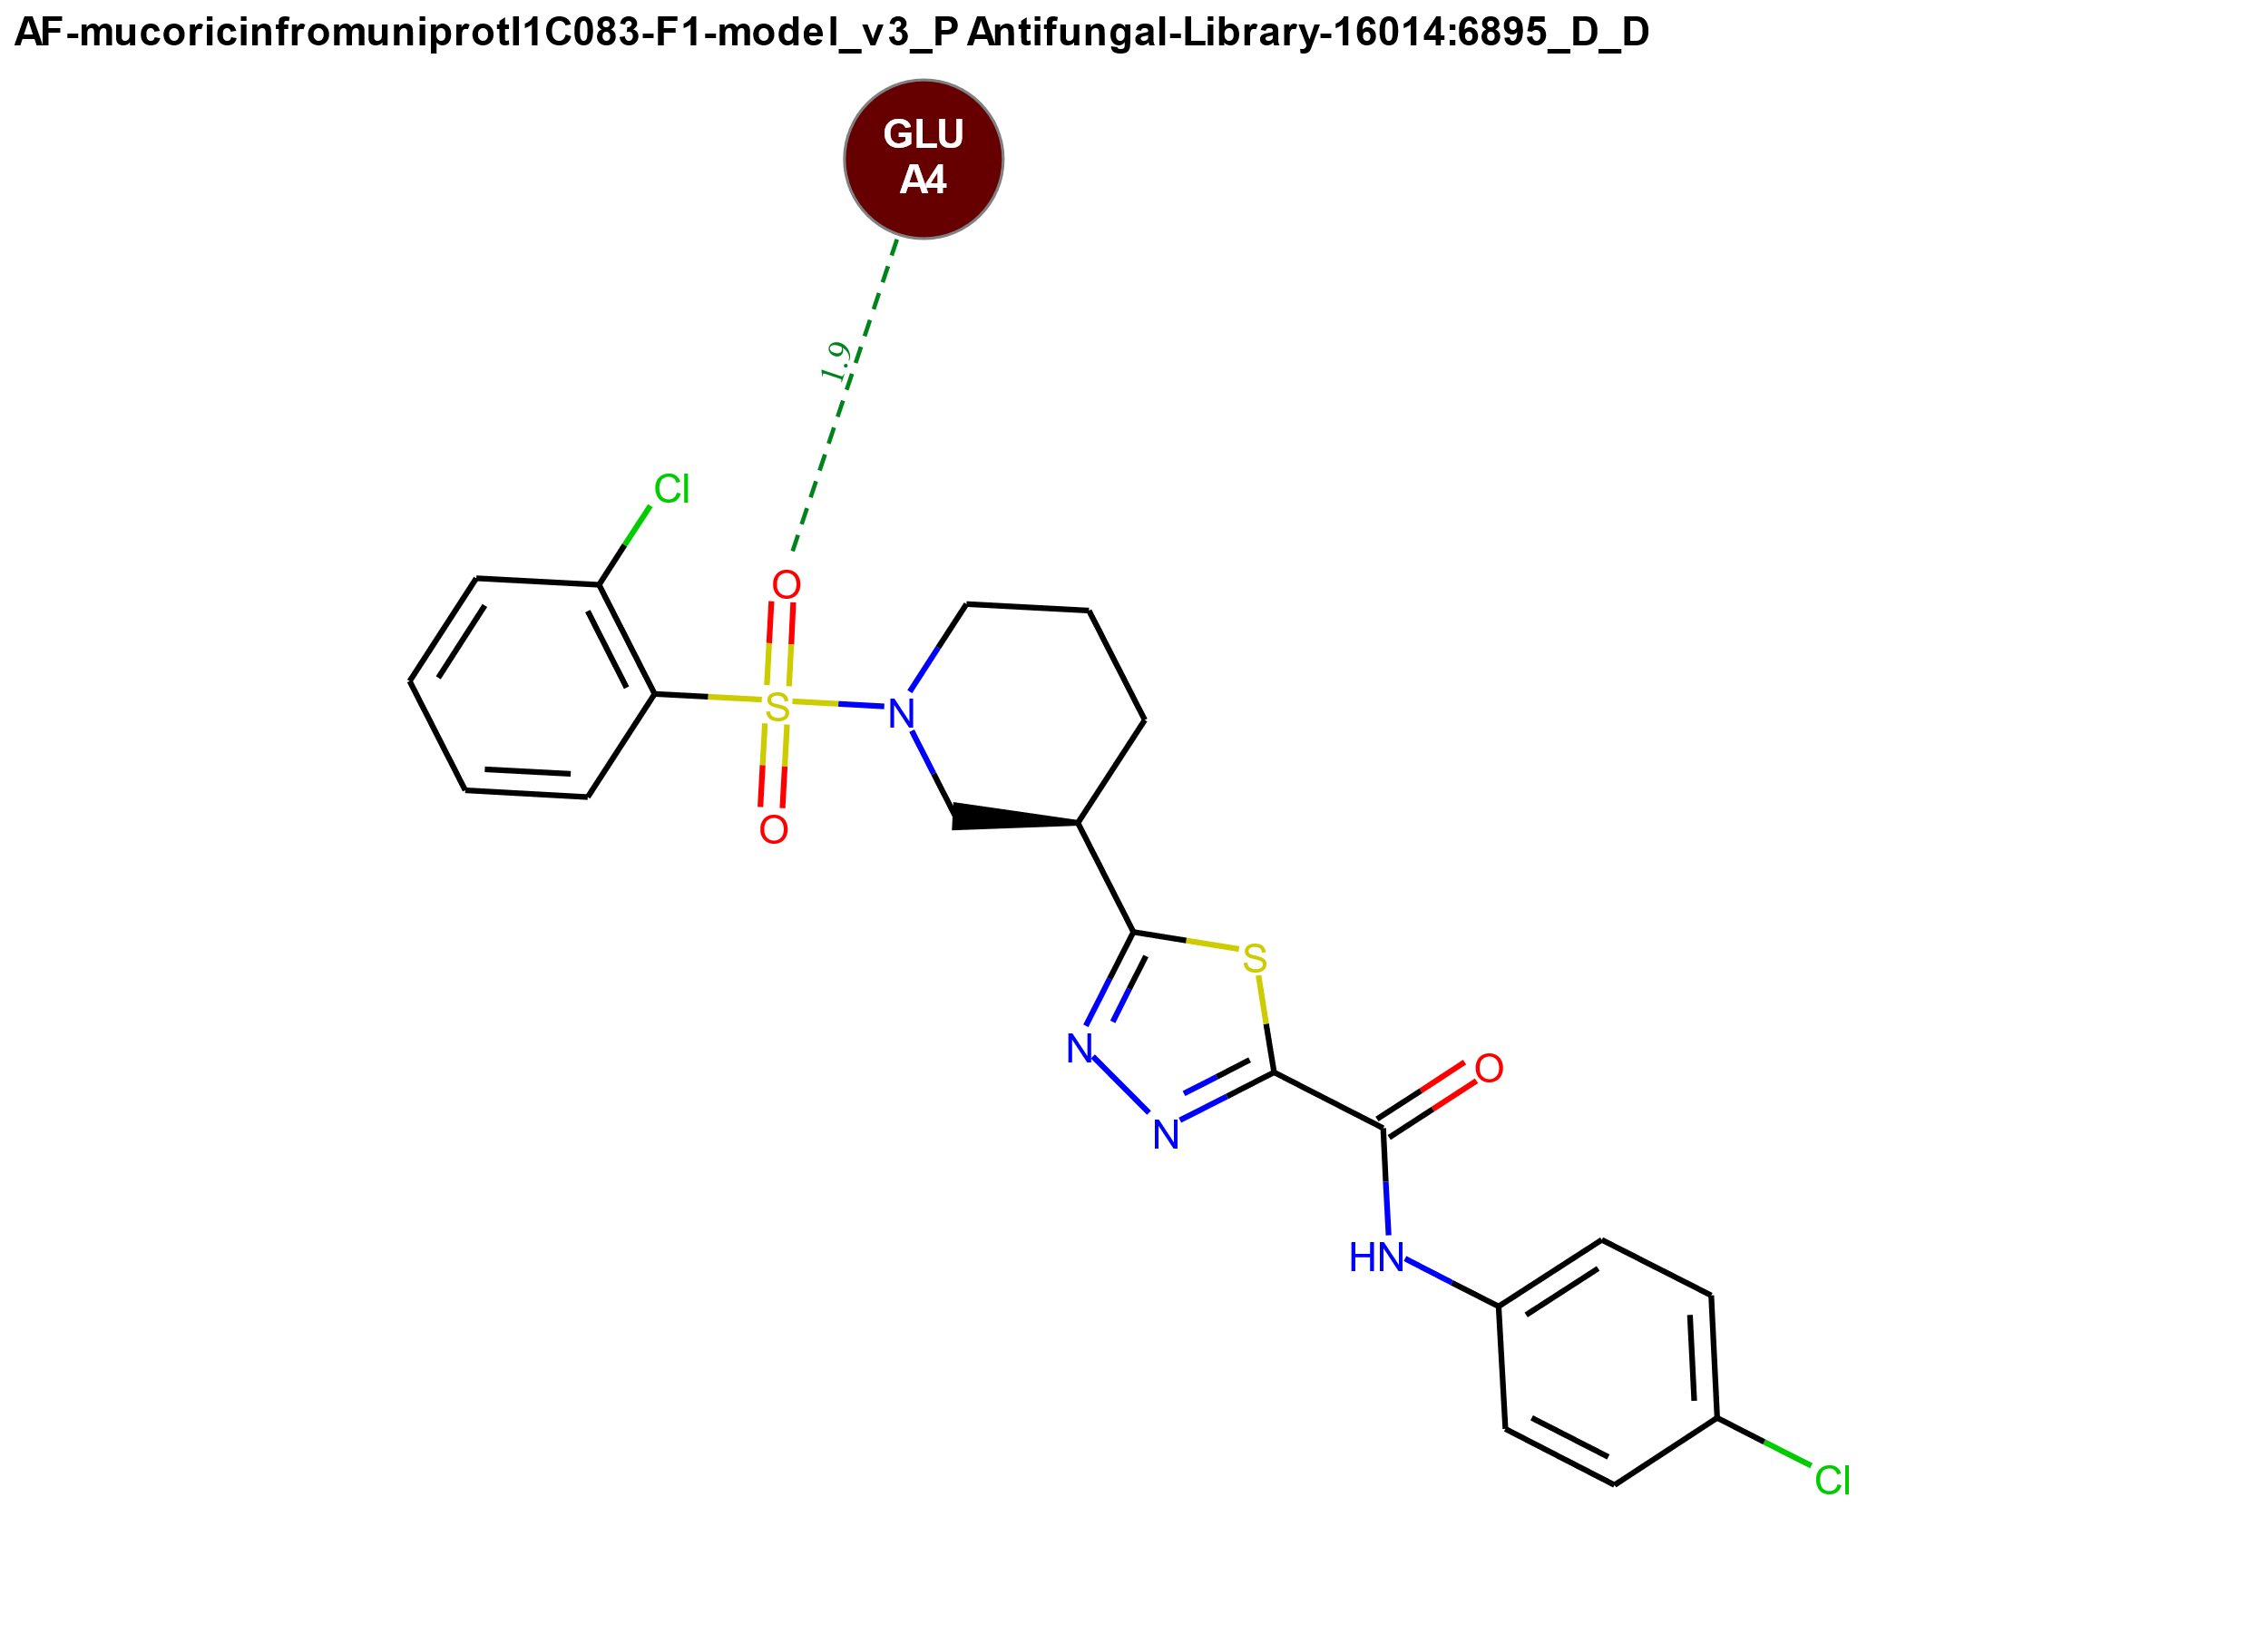 AF-mucoricinfromuniprotI1C083-F1-model_v3_P Antifungal-Library-16014:6895_D_D
GLU
A4
1.9
Cl
O
S
N
O
S
N
O
N
HN
Cl